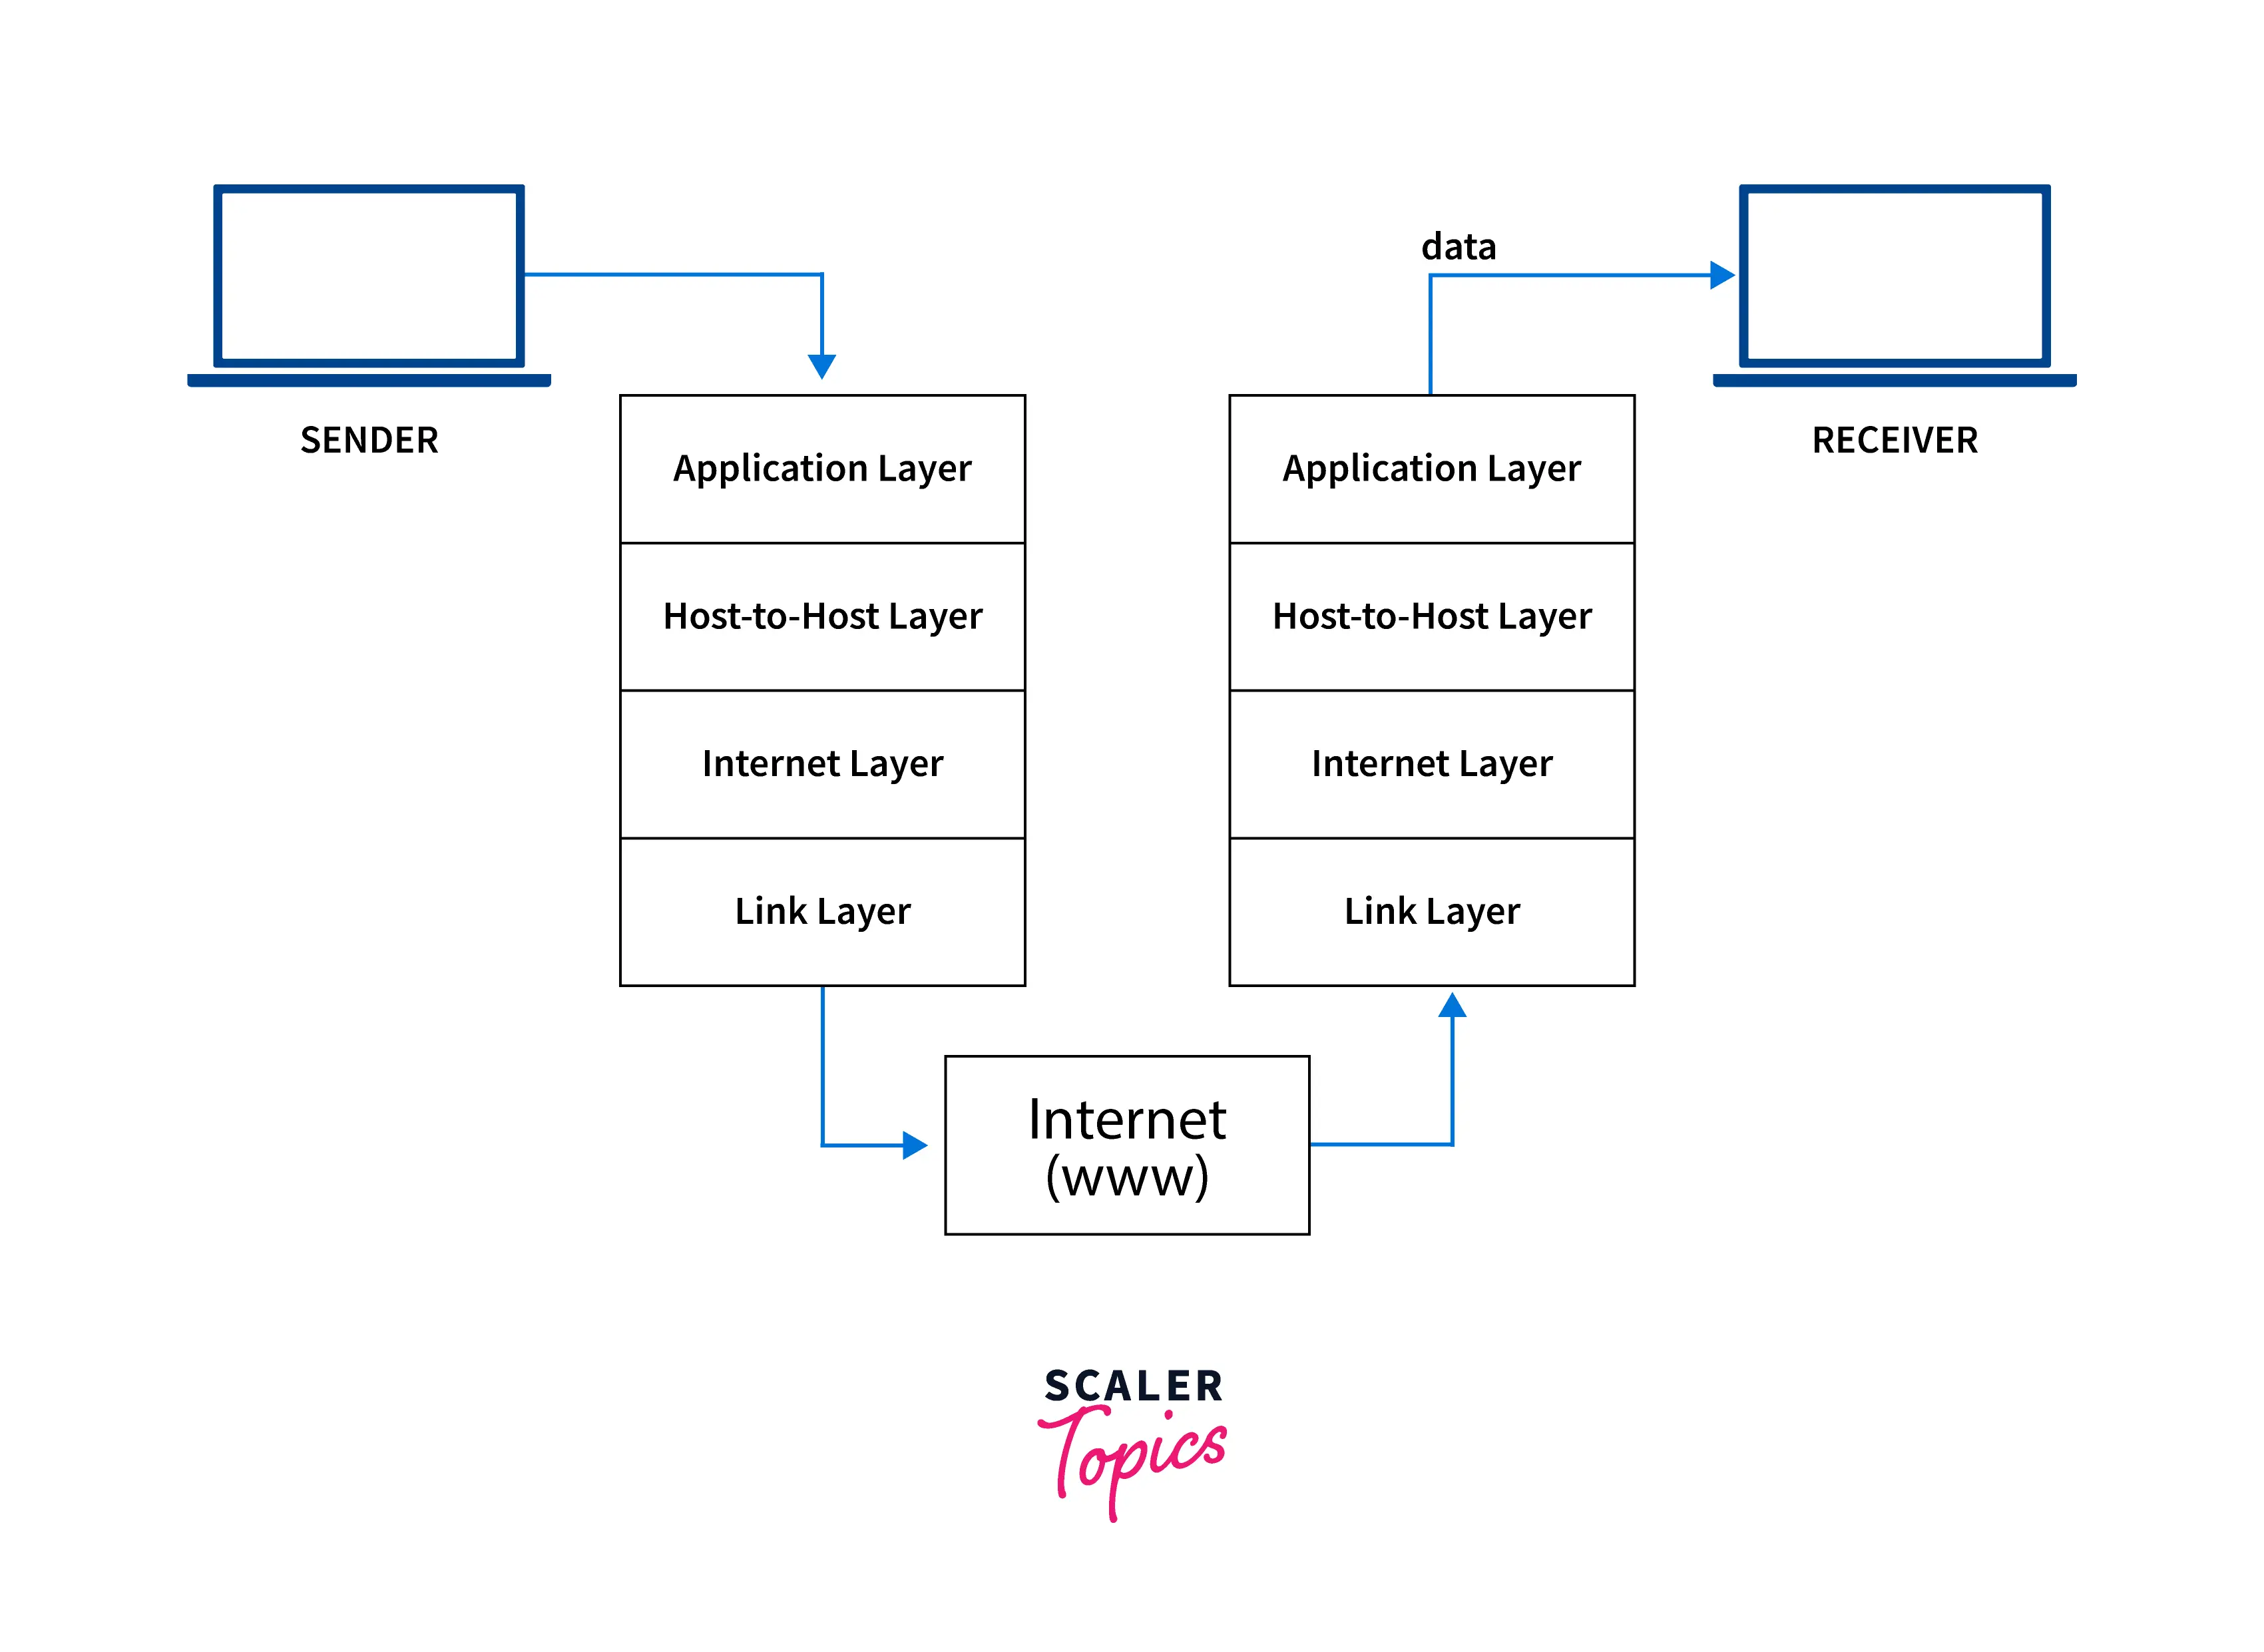 data
SENDER
RECEIVER
Application Layer
Host-to-Host Layer
Internet Layer
Link Layer
Application Layer
Host-to-Host Layer
Internet Layer
Link Layer
Internet
(www)
SCALER
Topics